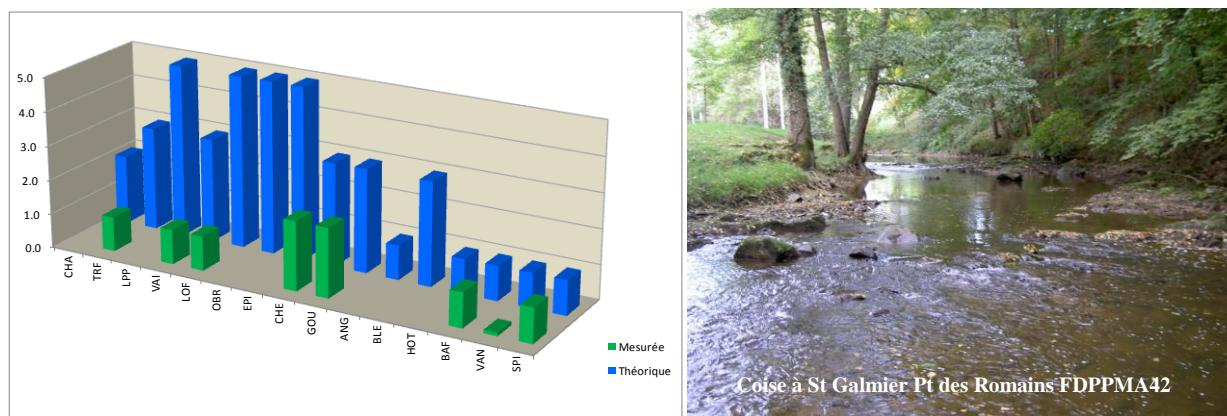 5.0
4.0
3.0
2.0
1.0
0.0
CHA
TRF
LPP
VAI
LOF
OBR
EPI
CHE
GOU
ANG
BLE
HOT
BAF
VAN
SPI
Mesurée
Théorique
Coise à St Galmier Pt des Romains FDPPMA42